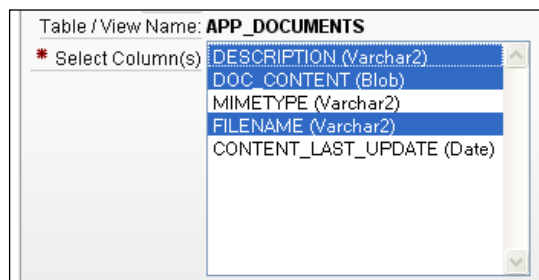 Table / View Name: APP_DOCUMENTS
* Select Column(s) DESCRIPTION (Varchar2)
DOC_CONTENT (Blob)
MIMETYPE (Varchar2)
FILENAME (Varchar2)
CONTENT_LAST_UPDATE (Date)